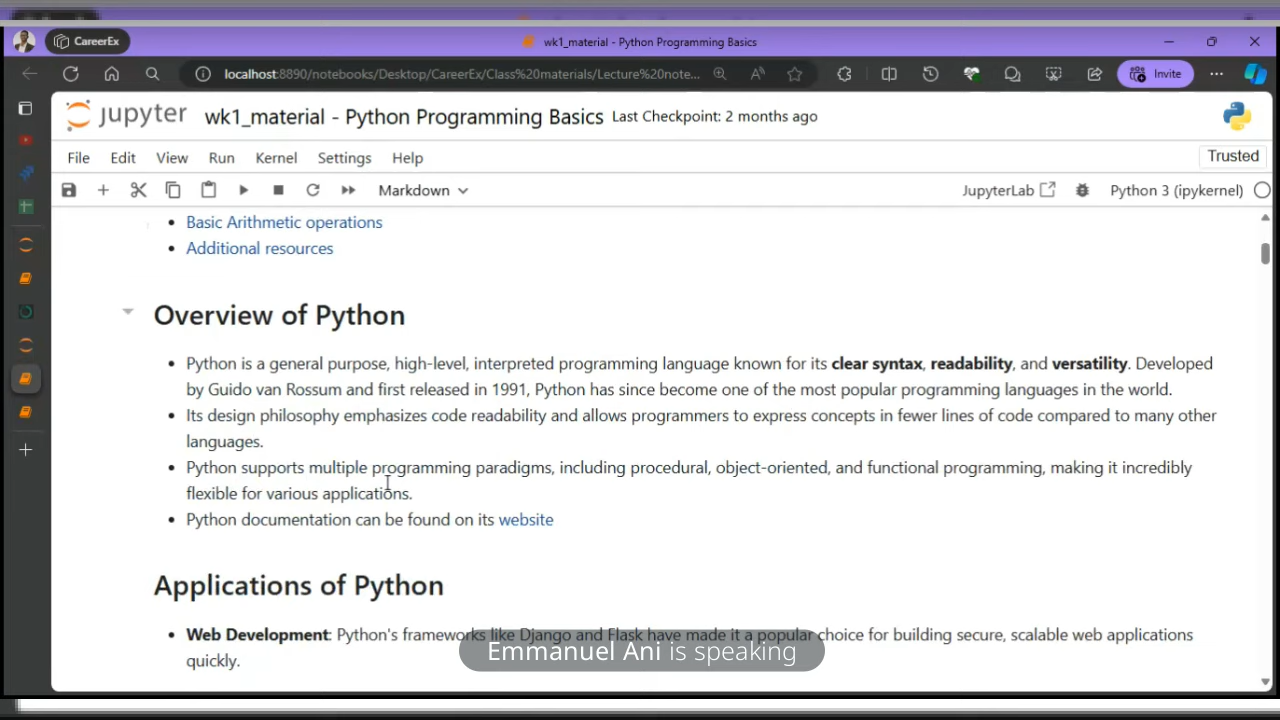 CareerEx
wk1_material - Python Programming Basics
localhost:8890/notebooks/Desktop/CareerEx/Class%20materials/Lecture%20note...
Invite
jupyter
wk1_material - Python Programming Basics
Last Checkpoint: 2 months ago
File Edit View Run Kernel Settings Help
Trusted
Markdown
JupyterLab
Python 3 (ipykernel)
• Basic Arithmetic operations
• Additional resources
Overview of Python
• Python is a general purpose, high-level, interpreted programming language known for its clear syntax, readability, and versatility. Developed
by Guido van Rossum and first released in 1991, Python has since become one of the most popular programming languages in the world.
• Its design philosophy emphasizes code readability and allows programmers to express concepts in fewer lines of code compared to many other
languages.
• Python supports multiple programming paradigms, including procedural, object-oriented, and functional programming, making it incredibly
flexible for various applications.
• Python documentation can be found on its website
Applications of Python
• Web Development: Python's frameworks like Django and Flask have made it a popular choice for building secure, scalable web applications
quickly.
Emmanuel Ani is speaking